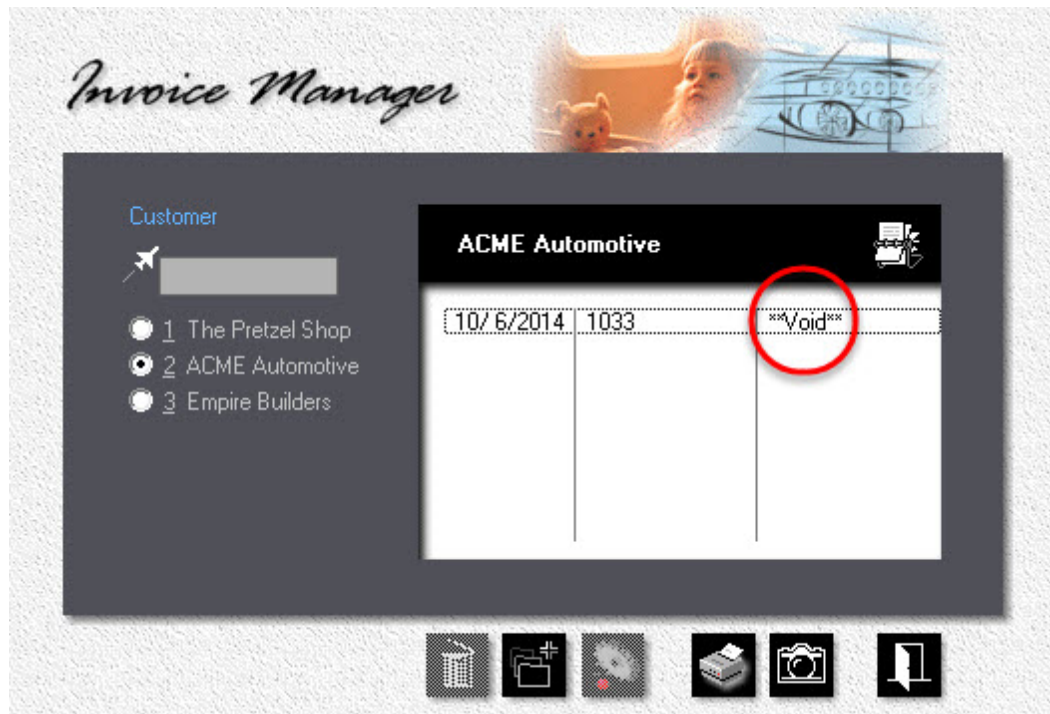 Invoice Manager
Customer
1 The Pretzel Shop
2 ACME Automotive
3 Empire Builders
ACME Automotive
10/ 6/2014 1033 **Void**